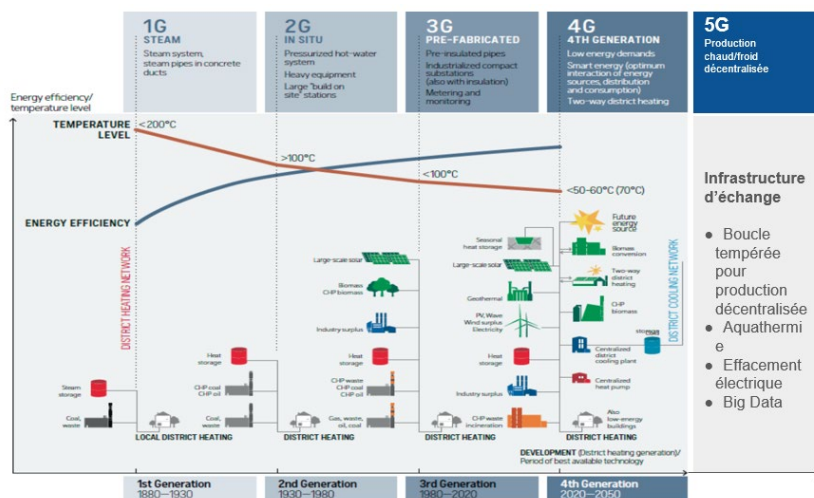 1G
STEAM
Steam system,
steam pipes in concrete
ducts
2G
IN SITU
Pressurized hot-water
system
Heavy equipment
Large "build on
site" stations
3G
PRE-FABRICATED
Pre-insulated pipes
Industrialized compact
substations
(also with insulation)
Metering and
monitoring
4G
4TH GENERATION
Low energy demands
Smart energy (optimum
interaction of energy
sources, distribution
and consumption)
Two-way district heating
5G
Production
chaud/froid
décentralisée
Energy efficiency/
temperature level
TEMPERATURE
LEVEL
<200°C
>100°C
<100°C
<50-60°C (70°C)
ENERGY EFFICIENCY
DISTRICT HEATING NETWORK
DISTRICT COOLING NETWORK
Steam
storage
Coal,
waste
LOCAL DISTRICT HEATING
Heat
storage
CHP coal
CHP oil
Coal,
waste
DISTRICT HEATING
Large-scale solar
Biomass
CHP biomass
Industry surplus
Heat
storage
CHP waste
CHP coal
CHP oil
Gas, waste,
oil, coal
DISTRICT HEATING
Seasonal
heat storage
Large-scale solar
Geothermal
PV, Wave
Wind surplus
Electricity
Heat
storage
Industry surplus
CHP waste
incineration
Future
energy
source
Biomass
conversion
Two-way
district
heating
CHP
biomass
Centralized
district
cooling plant
Centralized
heat pump
Also
low-energy
buildings
DISTRICT HEATING
DEVELOPMENT (District heating generation)/
Period of best available technology
1st Generation
1880—1930
2nd Generation
1930—1980
3rd Generation
1980—2020
4th Generation
2020—2050
Infrastructure
d'échange
● Boucle
tempérée
pour
production
décentralisée
● Aquathermi
e
● Effacement
électrique
● Big Data